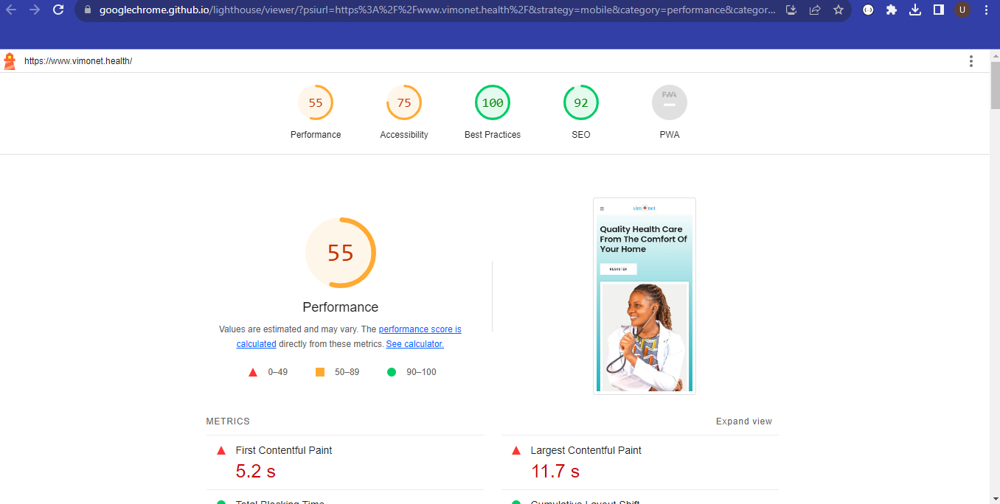 googlechrome.github.io/lighthouse/viewer/?psiurl=https%3A%2F%2Fwww.vimonet.health%2F&strategy=mobile&category=performance&categor...
U
https://www.vimonet.health/
55
75
100
92
PWA
Performance
Accessibility
Best Practices
SEO
PWA
vim net
Quality Health Care
From The Comfort Of
Your Home
REGISTER
55
Performance
Values are estimated and may vary. The performance score is
calculated directly from these metrics. See calculator.
0–49
50–89
90–100
METRICS
Expand view
First Contentful Paint
5.2 s
Largest Contentful Paint
11.7 s
Total Blocking Time
Cumulative Layout Shift